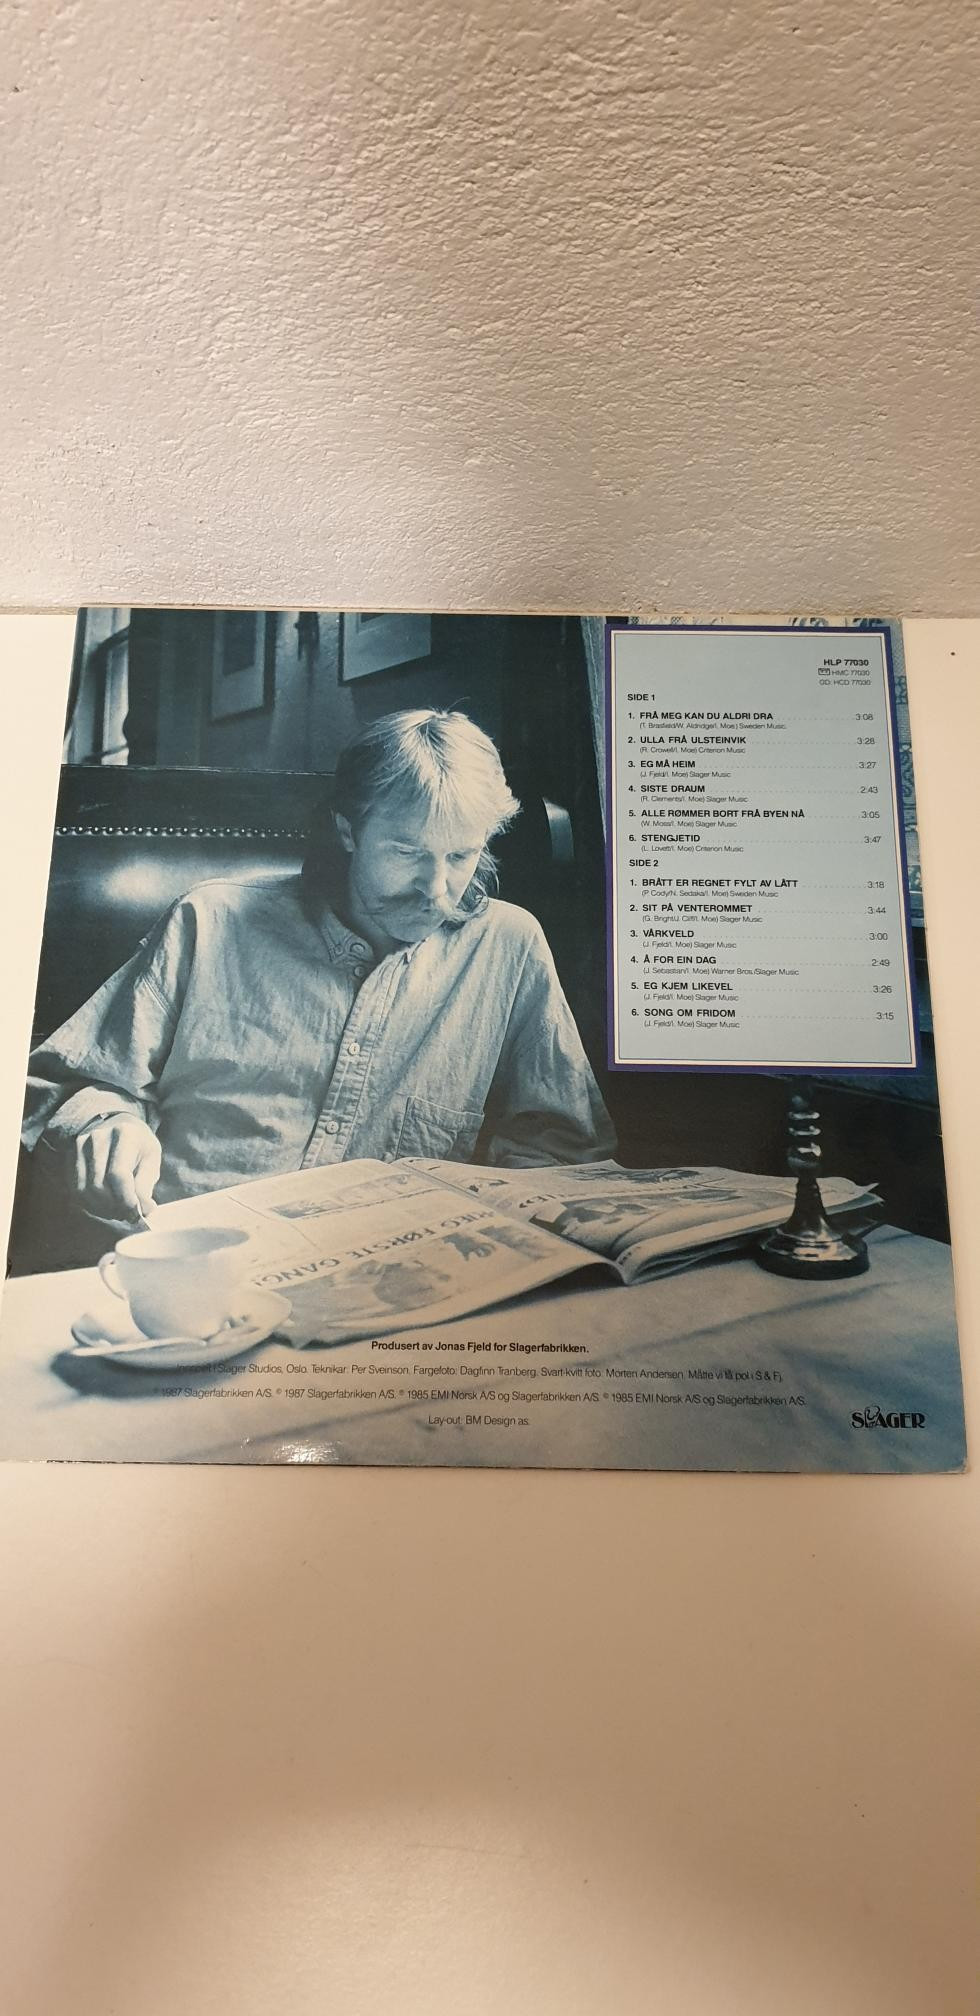 HLP 77030
HMC 77030
CD: HCD 77030
SIDE 1
1. FRÅ MEG KAN DU ALDRI DRA 3:08
(T. Brasfield/W. Aldridge/I. Moe) Sweden Music
2. ULLA FRÅ ULSTEINVIK 3:28
(R. Crowell/I. Moe) Criterion Music
3. EG MÅ HEIM 3:27
(J. Fjeld/I. Moe) Slager Music
4. SISTE DRAUM 2:43
(R. Clements/I. Moe) Slager Music
5. ALLE RØMMER BORT FRÅ BYEN NÅ 3:05
(W. Moss/I. Moe) Slager Music
6. STENGJETID 3:47
(L. Lovett/I. Moe) Criterion Music
SIDE 2
1. BRÅTT ER REGNET FYLT AV LÅTT 3:18
(P. Cody/N. Sedaka/I. Moe) Sweden Music
2. SIT PÅ VENTEROMMET 3:44
(G. Bright/J. Cliff/I. Moe) Slager Music
3. VÅRKVELD 3:00
(J. Fjeld/I. Moe) Slager Music
4. Å FOR EIN DAG 2:49
(J. Sebastian/I. Moe) Warner Bros./Slager Music
5. EG KJEM LIKEVEL 3:26
(J. Fjeld/I. Moe) Slager Music
6. SONG OM FRIDOM 3:15
(J. Fjeld/I. Moe) Slager Music
FØRSTE GANG!
Produsert av Jonas Fjeld for Slagerfabrikken.
i Slager Studios, Oslo. Teknikar: Per Sveinson. Fargefoto: Dagfinn Tranberg. Svart-kvitt foto: Morten Andersen. Måtte vi få pol i S & Fj.
℗ 1987 Slagerfabrikken A/S. © 1987 Slagerfabrikken A/S. ℗ 1985 EMI Norsk A/S og Slagerfabrikken A/S. © 1985 EMI Norsk A/S og Slagerfabrikken A/S.
Lay-out: BM Design as.
SLAGER